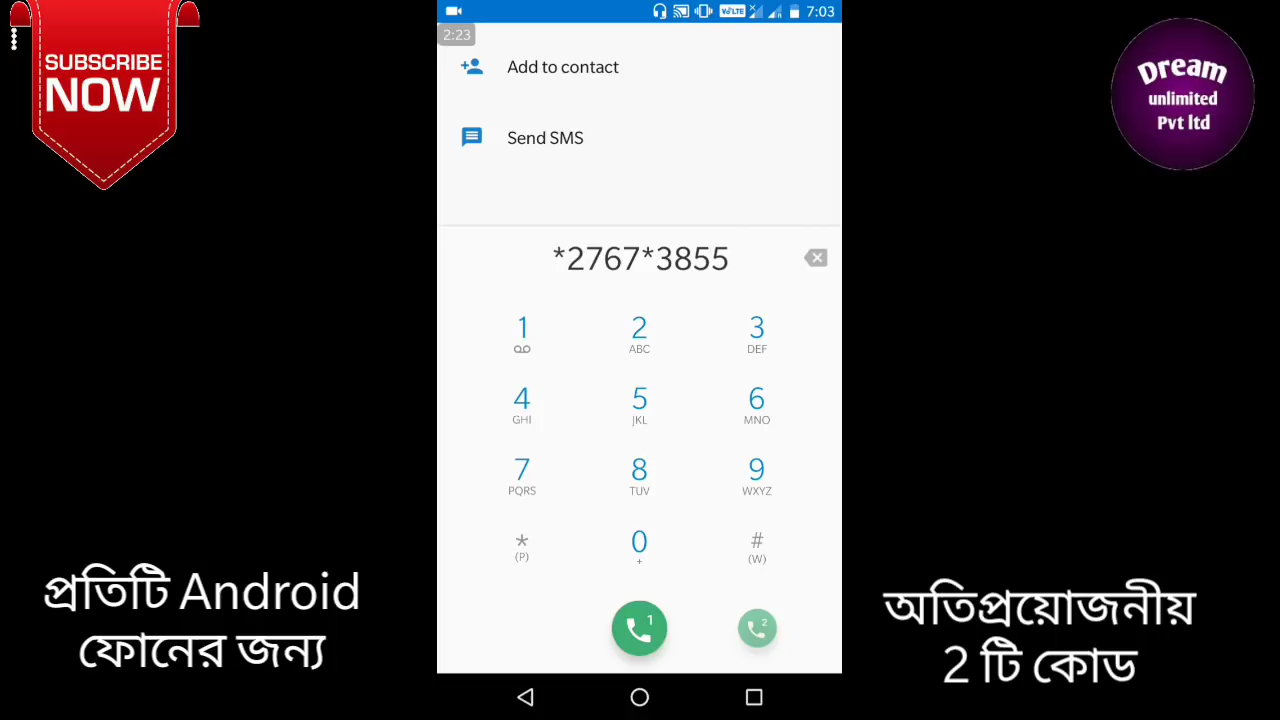 SUBSCRIBE
NOW
7:03
2:23
Add to contact
Send SMS
Dream
unlimited
Pvt ltd
*2767*3855
1
2
ABC
3
DEF
4
GHI
5
JKL
6
MNO
7
PQRS
8
TUV
9
WXYZ
*
(P)
0
+
#
(W)
1
2
প্রতিটি Android
ফোনের জন্য
অতিপ্রয়োজনীয়
2 টি কোড